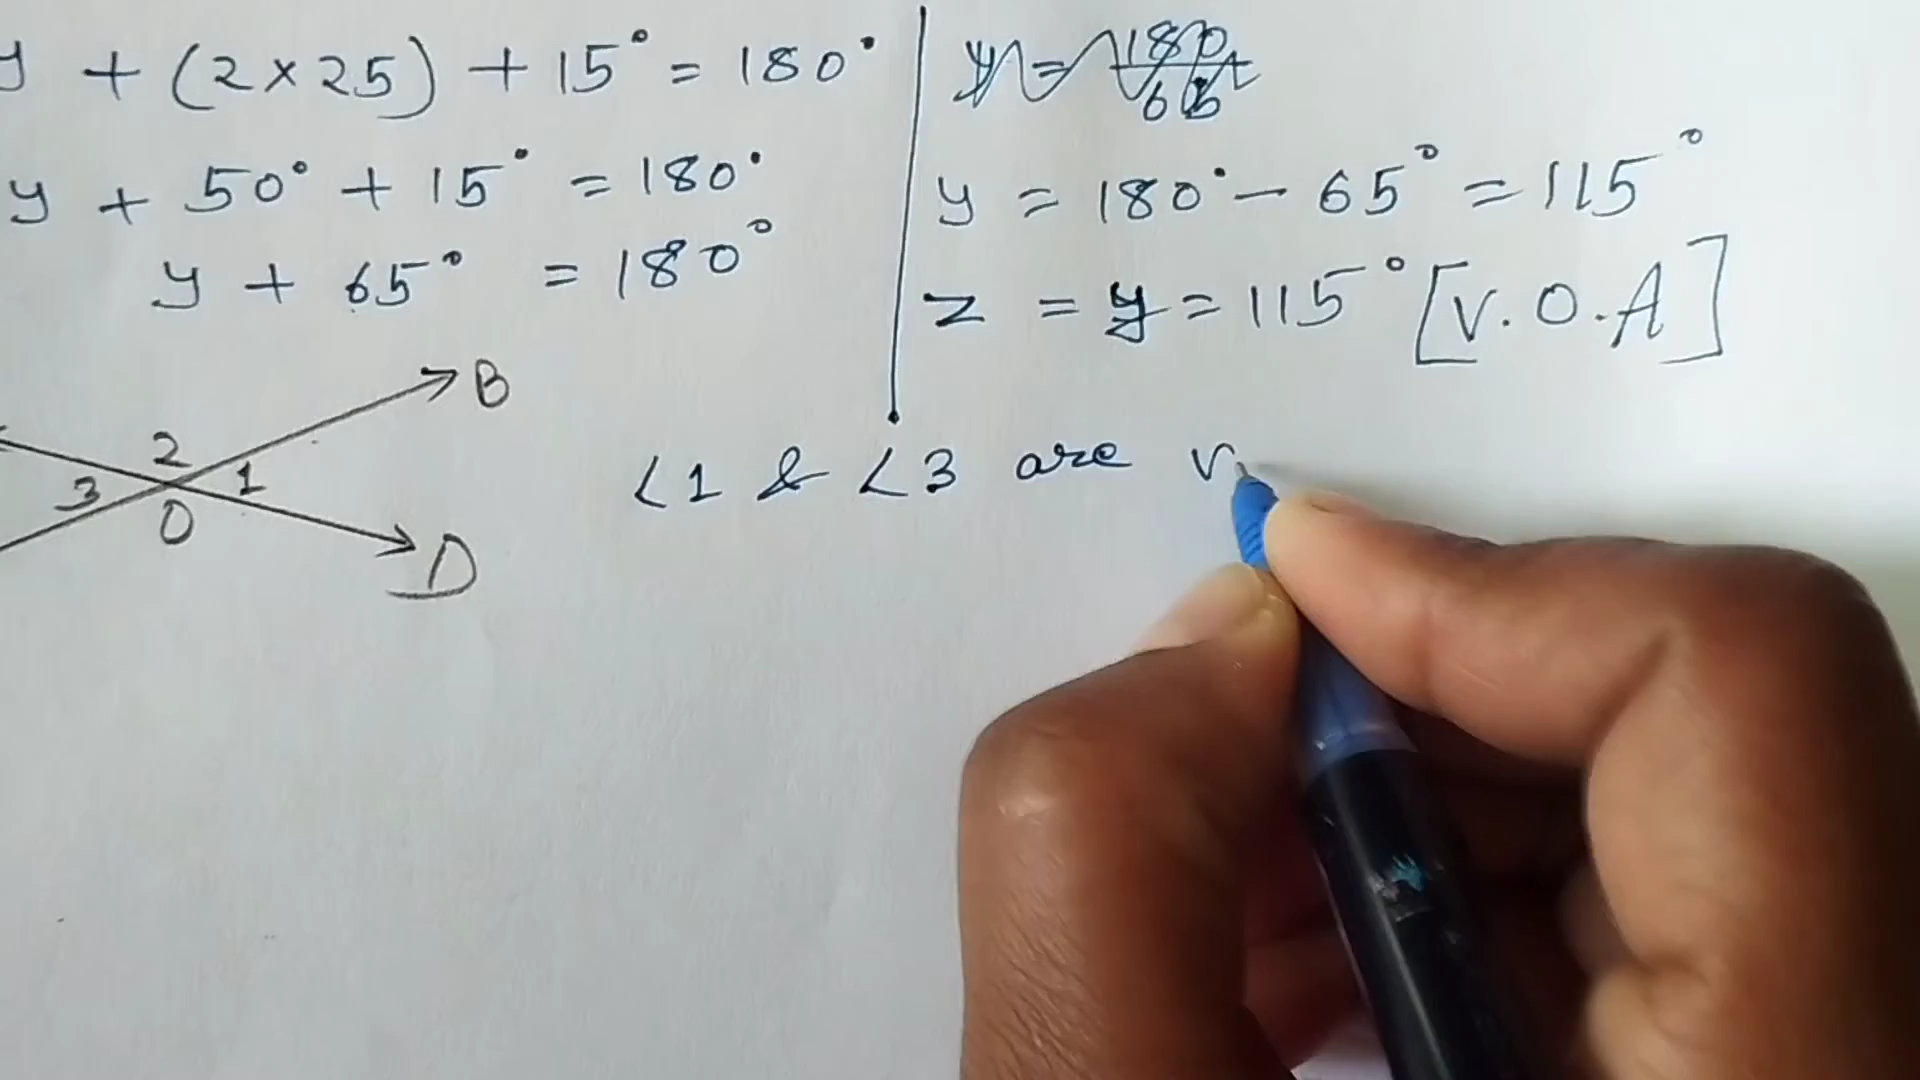 y + (2 × 25) + 15° = 180°
y + 50° + 15° = 180°
y + 65° = 180°
y = 180° - 65° = 115°
z = y = 115° [V.O.A]
B
2
3 1
O
D
∠1 & ∠3 are v